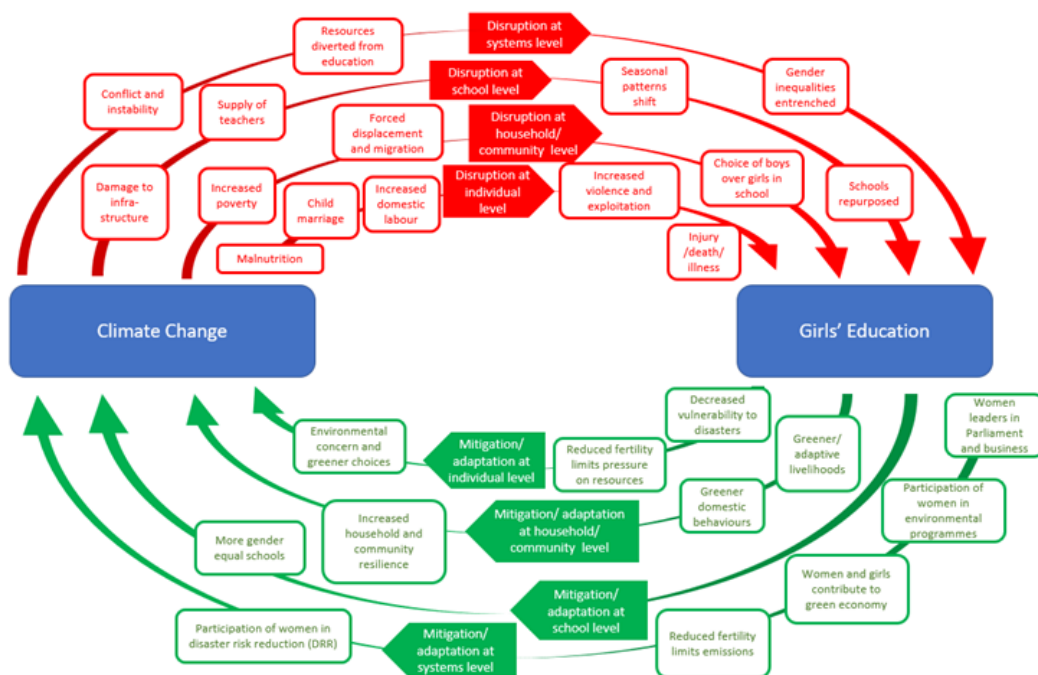 Resources
diverted from
education
Disruption at
systems level
Conflict and
instability
Supply of
teachers
Disruption at
school level
Seasonal
patterns
shift
Gender
inequalities
entrenched
Forced
displacement
and migration
Disruption at
household/
community level
Damage to
infra-
structure
Increased
poverty
Child
marriage
Increased
domestic
labour
Disruption at
individual
level
Increased
violence and
exploitation
Choice of boys
over girls in
school
Schools
repurposed
Malnutrition
Injury
/death/
illness
Climate Change
Girls' Education
Environmental
concern and
greener choices
Mitigation/
adaptation at
individual level
Reduced fertility
limits pressure
on resources
Decreased
vulnerability to
disasters
Greener/
adaptive
livelihoods
Women
leaders in
Parliament
and business
More gender
equal schools
Increased
household and
community
resilience
Mitigation/ adaptation
at household/
community level
Greener
domestic
behaviours
Participation of
women in
environmental
programmes
Mitigation/
adaptation at
school level
Women and girls
contribute to
green economy
Participation of women in
disaster risk reduction (DRR)
Mitigation/
adaptation at
systems level
Reduced fertility
limits emissions